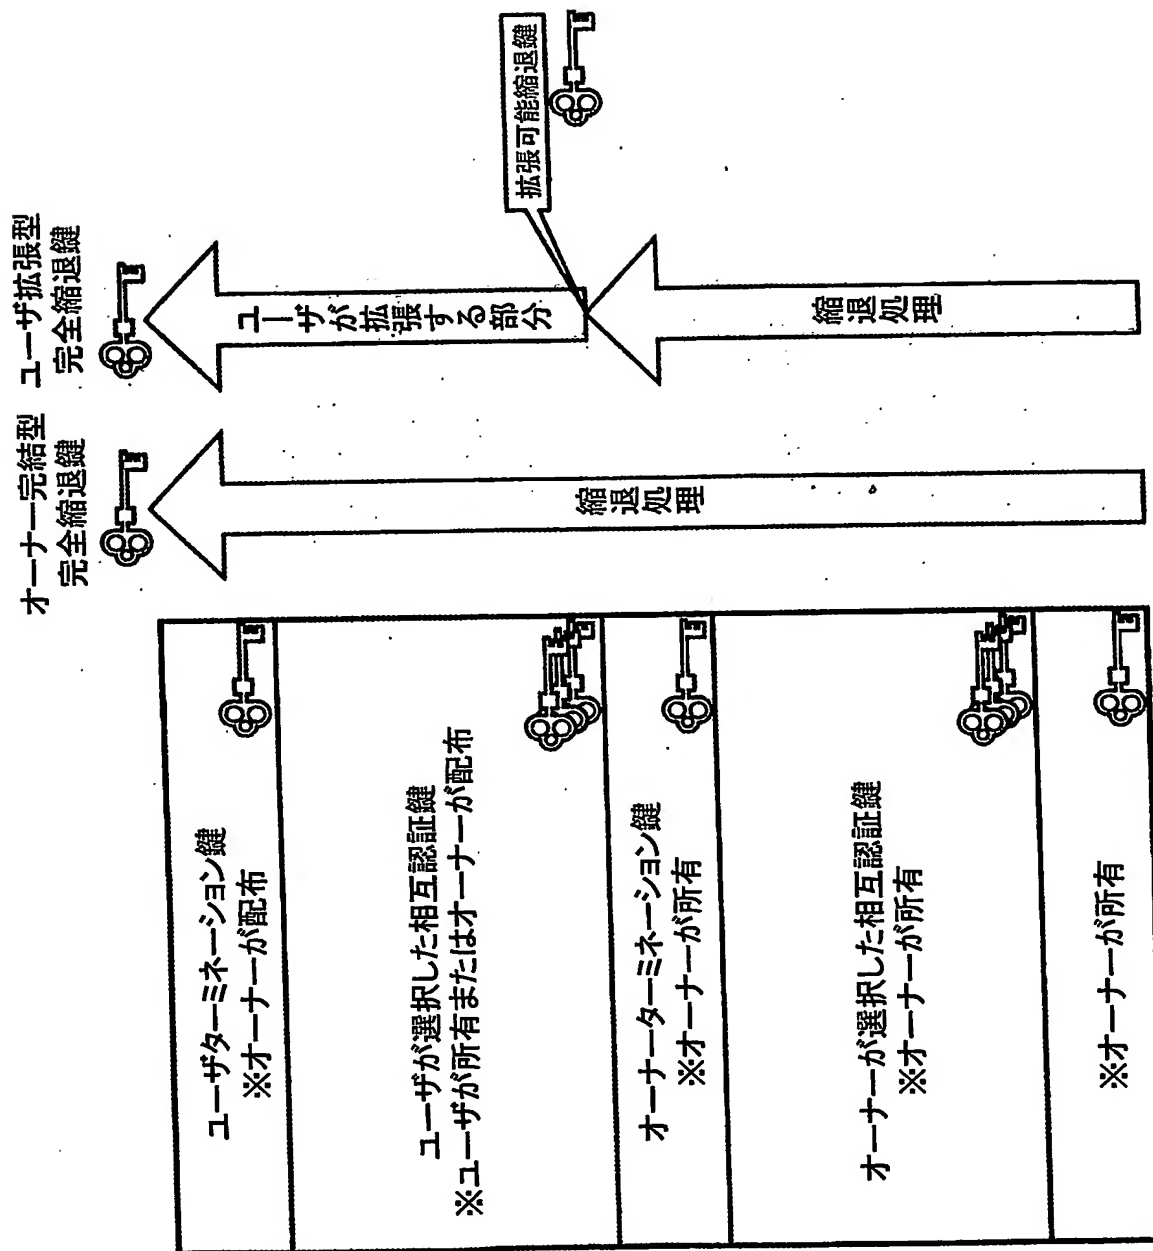 オーナー完結型
完全縮退鍵
ユーザ拡張型
完全縮退鍵
拡張可能縮退鍵
ユーザターミネーション鍵
※オーナーが配布
ユーザが選択した相互認証鍵
※ユーザが所有またはオーナーが配布
オーナーターミネーション鍵
※オーナーが所有
オーナーが選択した相互認証鍵
※オーナーが所有
※オーナーが所有
縮退処理
ユーザが拡張する部分
縮退処理